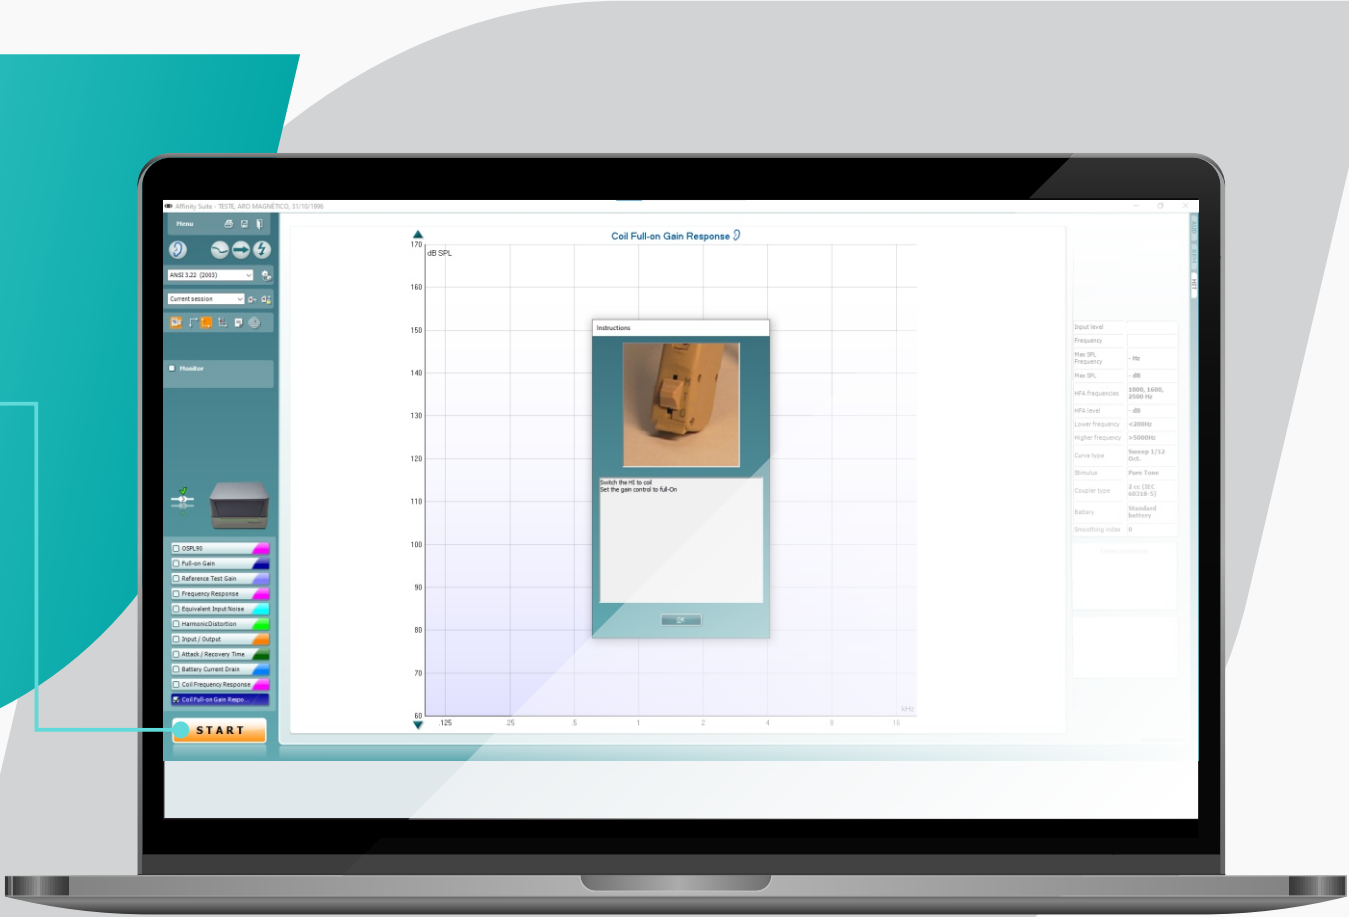 Affinity Suite - TESTE, ARO MAGNÉTICO, 31/10/1996
Menu
ANSI 3.22 (2003)
Current session
Monitor
OSPL90
Full-on Gain
Reference Test Gain
Frequency Response
Equivalent Input Noise
HarmonicDistortion
Input / Output
Attack / Recovery Time
Battery Current Drain
Coil Frequency Response
Coil Full-on Gain Respo...
START
Coil Full-on Gain Response
dB SPL
170
160
150
140
130
120
110
100
90
80
70
60
.125 .25 .5 1 2 4 8 16
kHz
Instructions
Switch the HI to coil
Set the gain control to full-On
Input level
Frequency
Max SPL Frequency - Hz
Max SPL - dB
HFA frequencies 1000, 1600, 2500 Hz
HFA level - dB
Lower frequency <200Hz
Higher frequency >5000Hz
Curve type Sweep 1/12 Oct.
Stimulus Pure Tone
Coupler type 2 cc (IEC 60318-5)
Battery Standard battery
Smoothing index 0